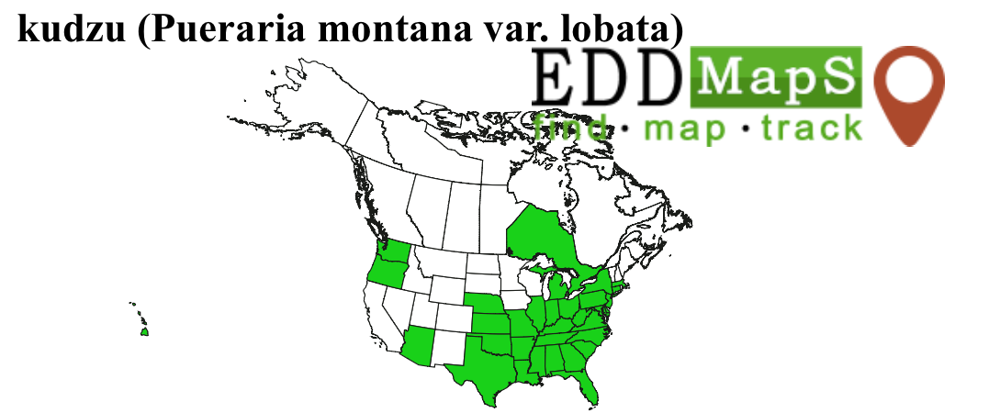 kudzu (Pueraria montana var. lobata)
EDDMapS
find · map · track